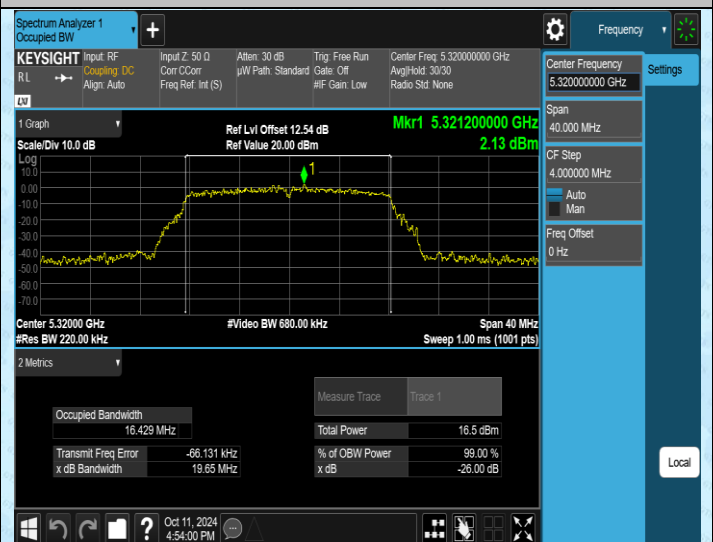 Spectrum Analyzer 1
Occupied BW
+
Frequency
KEYSIGHT
RL
Input: RF
Coupling: DC
Align: Auto
Input Z: 50 Ω
Corr CCorr
Freq Ref: Int (S)
Atten: 30 dB
µW Path: Standard
Trig: Free Run
Gate: Off
#IF Gain: Low
Center Freq: 5.320000000 GHz
Avg|Hold: 30/30
Radio Std: None
LXI
1 Graph
Scale/Div 10.0 dB
Ref Lvl Offset 12.54 dB
Ref Value 20.00 dBm
Mkr1 5.321200000 GHz
2.13 dBm
Log
10.0
0.00
-10.0
-20.0
-30.0
-40.0
-50.0
-60.0
-70.0
1
Center 5.32000 GHz
#Res BW 220.00 kHz
#Video BW 680.00 kHz
Span 40 MHz
Sweep 1.00 ms (1001 pts)
2 Metrics
Measure Trace
Trace 1
Occupied Bandwidth
16.429 MHz
Total Power
16.5 dBm
Transmit Freq Error
-66.131 kHz
% of OBW Power
99.00 %
x dB Bandwidth
19.65 MHz
x dB
-26.00 dB
Center Frequency
5.320000000 GHz
Settings
Span
40.000 MHz
CF Step
4.000000 MHz
Auto
Man
Freq Offset
0 Hz
Local
?
Oct 11, 2024
4:54:00 PM